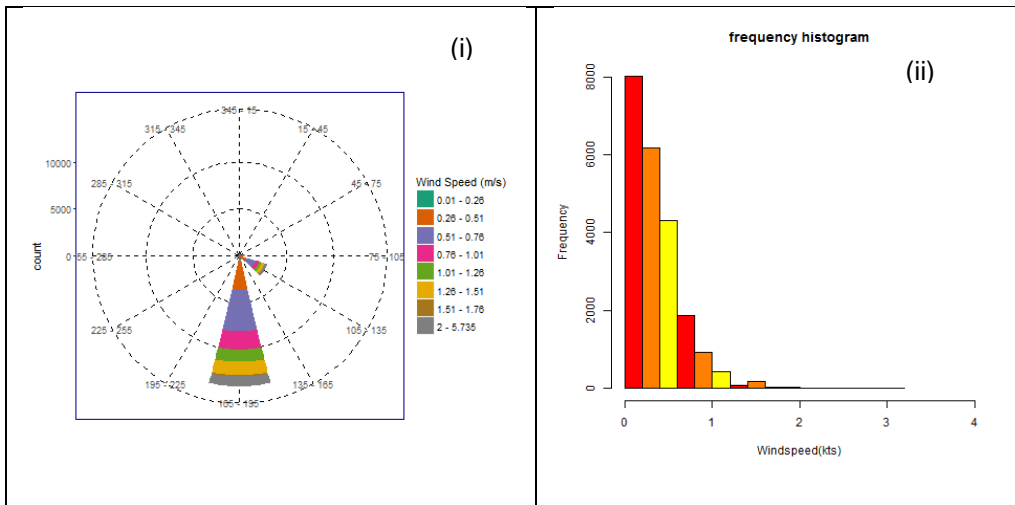 (i)
345 - 15
315 - 345
15 - 45
10000
285 - 315
45 - 75
5000
0
255 - 285
75 - 105
count
225 - 255
105 - 135
195 - 225
135 - 165
165 - 195
Wind Speed (m/s)
0.01 - 0.26
0.26 - 0.51
0.51 - 0.76
0.76 - 1.01
1.01 - 1.26
1.26 - 1.51
1.51 - 1.76
2 - 5.735
frequency histogram
(ii)
8000
6000
4000
2000
0
Frequency
0 1 2 3 4
Windspeed(kts)